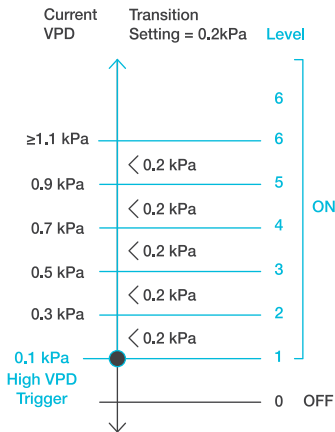 Current Transition
VPD Setting = 0.2kPa Level
6
≥1.1 kPa 6
< 0.2 kPa
0.9 kPa 5
< 0.2 kPa
0.7 kPa 4
ON
< 0.2 kPa
0.5 kPa 3
< 0.2 kPa
0.3 kPa 2
< 0.2 kPa
0.1 kPa 1
High VPD
Trigger 0 OFF